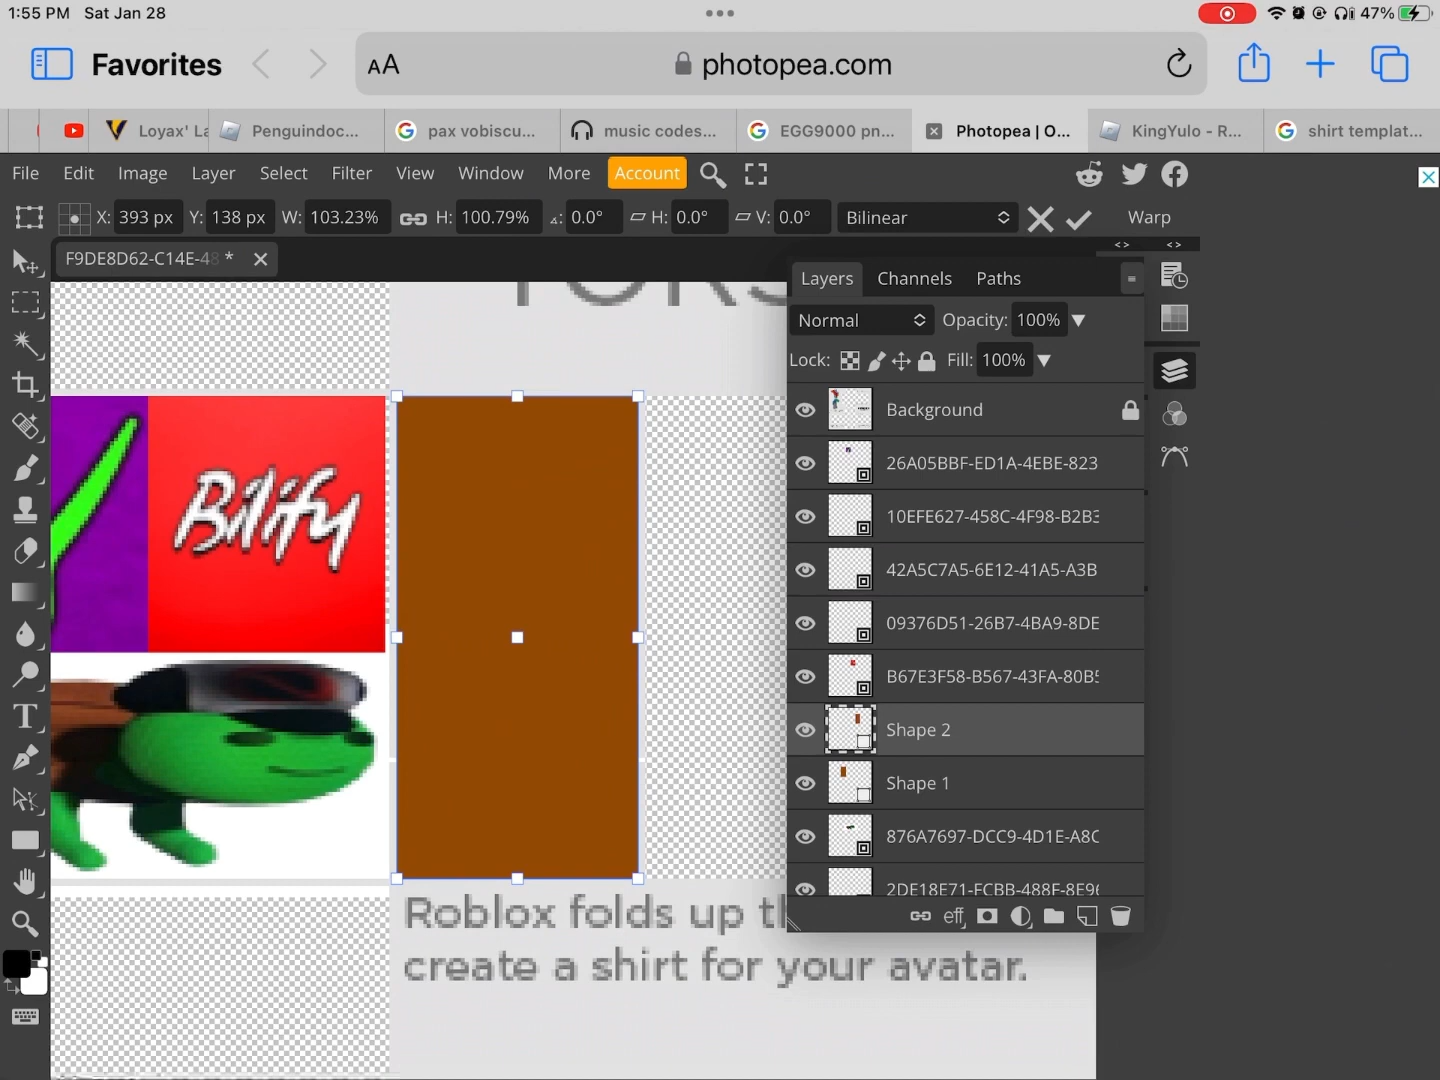 1:55 PM Sat Jan 28
47%
Favorites
AA
photopea.com
Loyax' La
Penguindoc...
pax vobiscu...
music codes...
EGG9000 pn...
Photopea | O...
KingYulo - R...
shirt templat...
File Edit Image Layer Select Filter View Window More Account
X: 393 px Y: 138 px W: 103.23% H: 100.79% 0.0° H: 0.0° V: 0.0° Bilinear Warp
F9DE8D62-C14E-48 *
Layers Channels Paths
Normal Opacity: 100%
Lock: Fill: 100%
Background
26A05BBF-ED1A-4EBE-823
10EFE627-458C-4F98-B2B3
42A5C7A5-6E12-41A5-A3B
09376D51-26B7-4BA9-8DE
B67E3F58-B567-43FA-80B5
Shape 2
Shape 1
876A7697-DCC9-4D1E-A8C
2DE18E71-FCBB-488F-8E96
eff
Bilify
Roblox folds up th
create a shirt for your avatar.